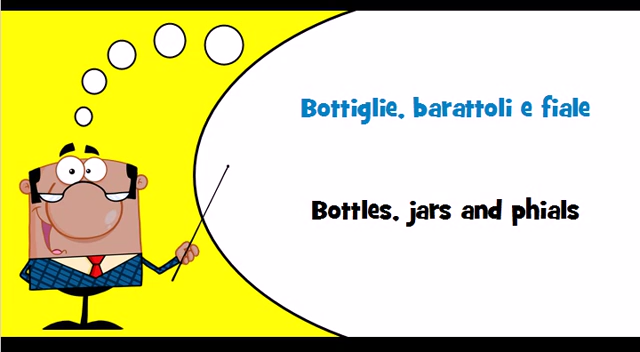 Bottiglie, barattoli e fiale
Bottles, jars and phials